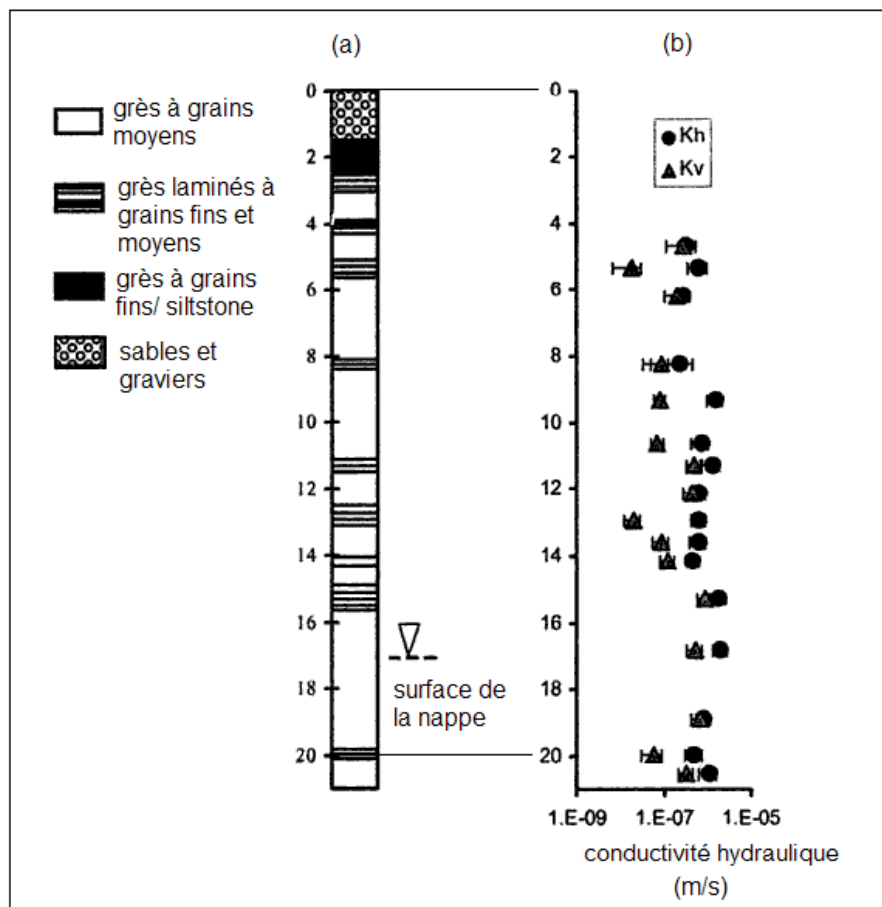 (a)
(b)
grès à grains
moyens
grès laminés à
grains fins et
moyens
grès à grains
fins/ siltstone
sables et
graviers
0
2
4
6
8
10
12
14
16
18
20
surface de
la nappe
0
2
4
6
8
10
12
14
16
18
20
Kh
Kv
1.E-09
1.E-07
1.E-05
conductivité hydraulique
(m/s)